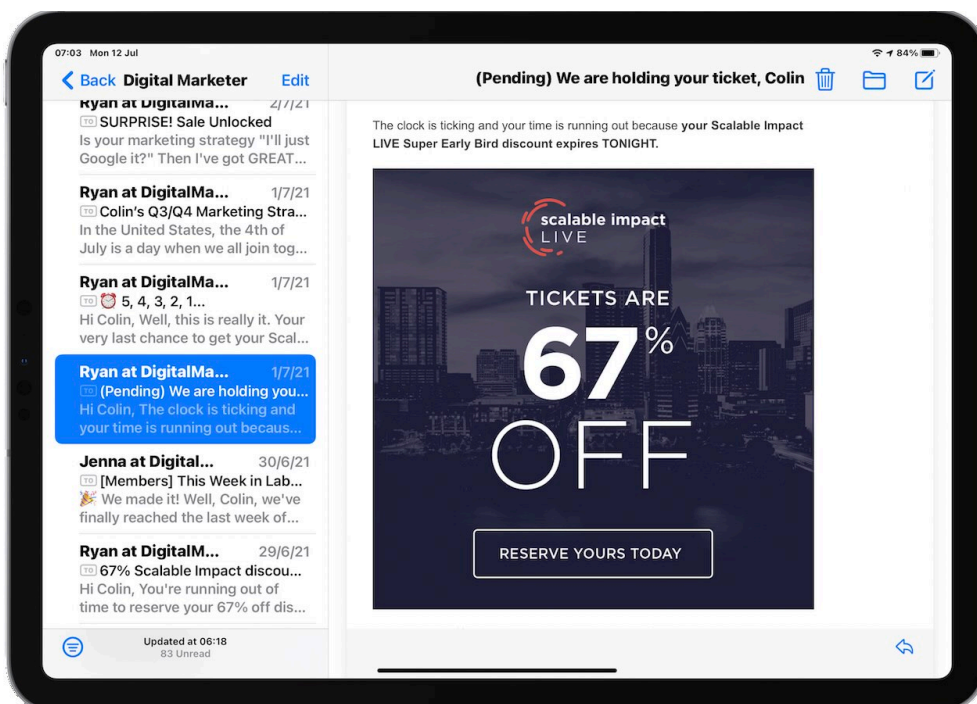 07:03 Mon 12 Jul
84%
Back Digital Marketer Edit
Ryan at DigitalMa... 2/7/21
TO SURPRISE! Sale Unlocked
Is your marketing strategy "I'll just
Google it?" Then I've got GREAT...
Ryan at DigitalMa... 1/7/21
TO Colin's Q3/Q4 Marketing Stra...
In the United States, the 4th of
July is a day when we all join tog...
Ryan at DigitalMa... 1/7/21
TO ⏰ 5, 4, 3, 2, 1...
Hi Colin, Well, this is really it. Your
very last chance to get your Scal...
Ryan at DigitalMa... 1/7/21
TO (Pending) We are holding you...
Hi Colin, The clock is ticking and
your time is running out becaus...
Jenna at Digital... 30/6/21
TO [Members] This Week in Lab...
🎉 We made it! Well, Colin, we've
finally reached the last week of...
Ryan at DigitalM... 29/6/21
TO 67% Scalable Impact discou...
Hi Colin, You're running out of
time to reserve your 67% off dis...
Updated at 06:18
83 Unread
(Pending) We are holding your ticket, Colin
The clock is ticking and your time is running out because your Scalable Impact
LIVE Super Early Bird discount expires TONIGHT.
scalable impact
LIVE
TICKETS ARE
67%
OFF
RESERVE YOURS TODAY